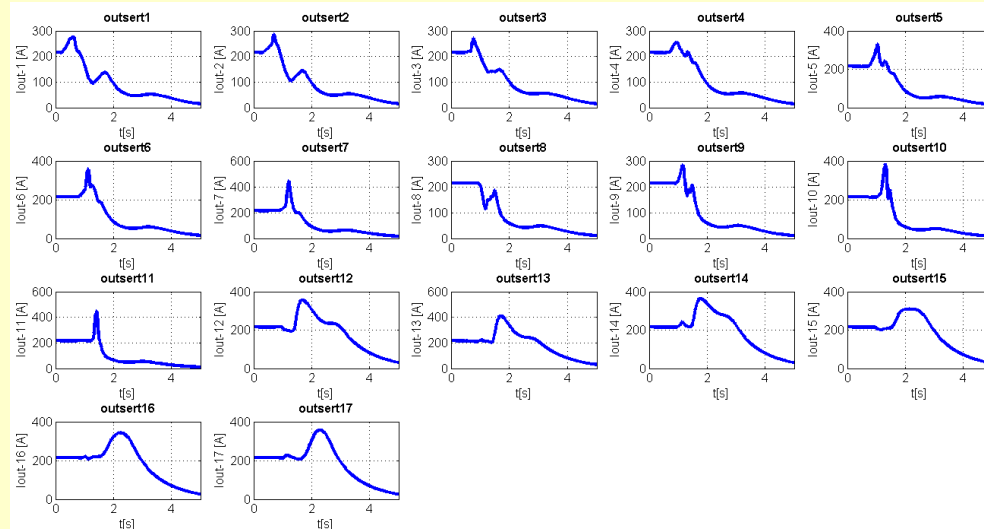 outsert1
outsert2
outsert3
outsert4
outsert5
Iout-1 [A]
300
200
100
0
0 2 4
t[s]
Iout-2 [A]
300
200
100
0
0 2 4
t[s]
Iout-3 [A]
300
200
100
0
0 2 4
t[s]
Iout-4 [A]
300
200
100
0
0 2 4
t[s]
Iout-5 [A]
400
200
0
0 2 4
t[s]
outsert6
outsert7
outsert8
outsert9
outsert10
Iout-6 [A]
400
200
0
0 2 4
t[s]
Iout-7 [A]
600
400
200
0
0 2 4
t[s]
Iout-8 [A]
300
200
100
0
0 2 4
t[s]
Iout-9 [A]
300
200
100
0
0 2 4
t[s]
Iout-10 [A]
400
200
0
0 2 4
t[s]
outsert11
outsert12
outsert13
outsert14
outsert15
Iout-11 [A]
600
400
200
0
0 2 4
t[s]
Iout-12 [A]
400
200
0
0 2 4
t[s]
Iout-13 [A]
600
400
200
0
0 2 4
t[s]
Iout-14 [A]
400
200
0
0 2 4
t[s]
Iout-15 [A]
400
200
0
0 2 4
t[s]
outsert16
outsert17
Iout-16 [A]
400
200
0
0 2 4
t[s]
Iout-17 [A]
400
200
0
0 2 4
t[s]